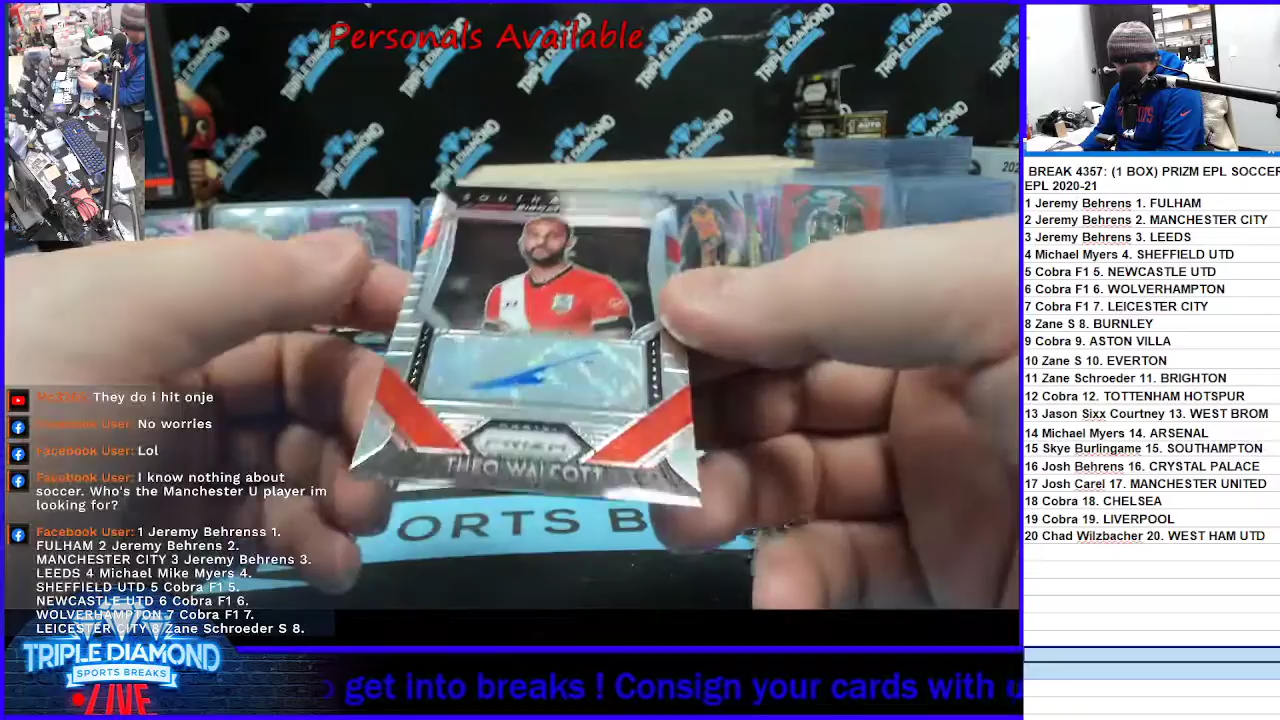 Personals Available
TRIPLE DIAMOND
THEO WALCOTT
ORTS B
They do i hit onje
Facebook User: No worries
Facebook User: Lol
Facebook User: I know nothing about
soccer. Who's the Manchester U player im
looking for?
Facebook User: 1 Jeremy Behrenss 1.
FULHAM 2 Jeremy Behrens 2.
MANCHESTER CITY 3 Jeremy Behrens 3.
LEEDS 4 Michael Mike Myers 4.
SHEFFIELD UTD 5 Cobra F1 5.
NEWCASTLE UTD 6 Cobra F1 6.
WOLVERHAMPTON 7 Cobra F1 7.
LEICESTER CITY 8 Zane Schroeder S 8.
TRIPLE DIAMOND
SPORTS BREAKS
LIVE
get into breaks ! Consign your cards with
BREAK 4357: (1 BOX) PRIZM EPL SOCCER
EPL 2020-21
1 Jeremy Behrens 1. FULHAM
2 Jeremy Behrens 2. MANCHESTER CITY
3 Jeremy Behrens 3. LEEDS
4 Michael Myers 4. SHEFFIELD UTD
5 Cobra F1 5. NEWCASTLE UTD
6 Cobra F1 6. WOLVERHAMPTON
7 Cobra F1 7. LEICESTER CITY
8 Zane S 8. BURNLEY
9 Cobra 9. ASTON VILLA
10 Zane S 10. EVERTON
11 Zane Schroeder 11. BRIGHTON
12 Cobra 12. TOTTENHAM HOTSPUR
13 Jason Sixx Courtney 13. WEST BROM
14 Michael Myers 14. ARSENAL
15 Skye Burlingame 15. SOUTHAMPTON
16 Josh Behrens 16. CRYSTAL PALACE
17 Josh Carel 17. MANCHESTER UNITED
18 Cobra 18. CHELSEA
19 Cobra 19. LIVERPOOL
20 Chad Wilzbacher 20. WEST HAM UTD